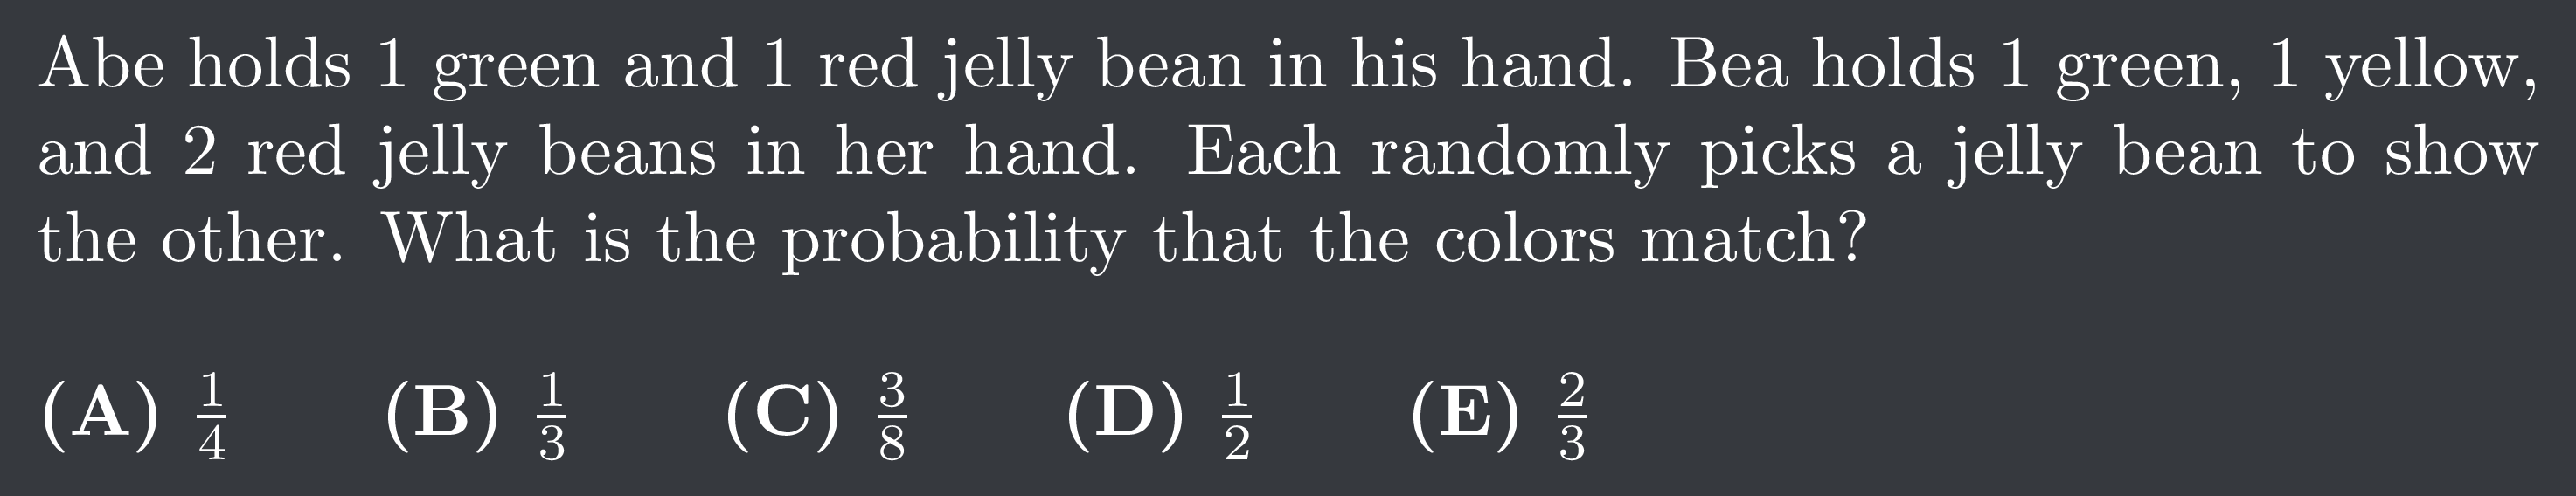 Abe holds 1 green and 1 red jelly bean in his hand. Bea holds 1 green, 1 yellow,
and 2 red jelly beans in her hand. Each randomly picks a jelly bean to show
the other. What is the probability that the colors match?
(A) 1/4 (B) 1/3 (C) 3/8 (D) 1/2 (E) 2/3